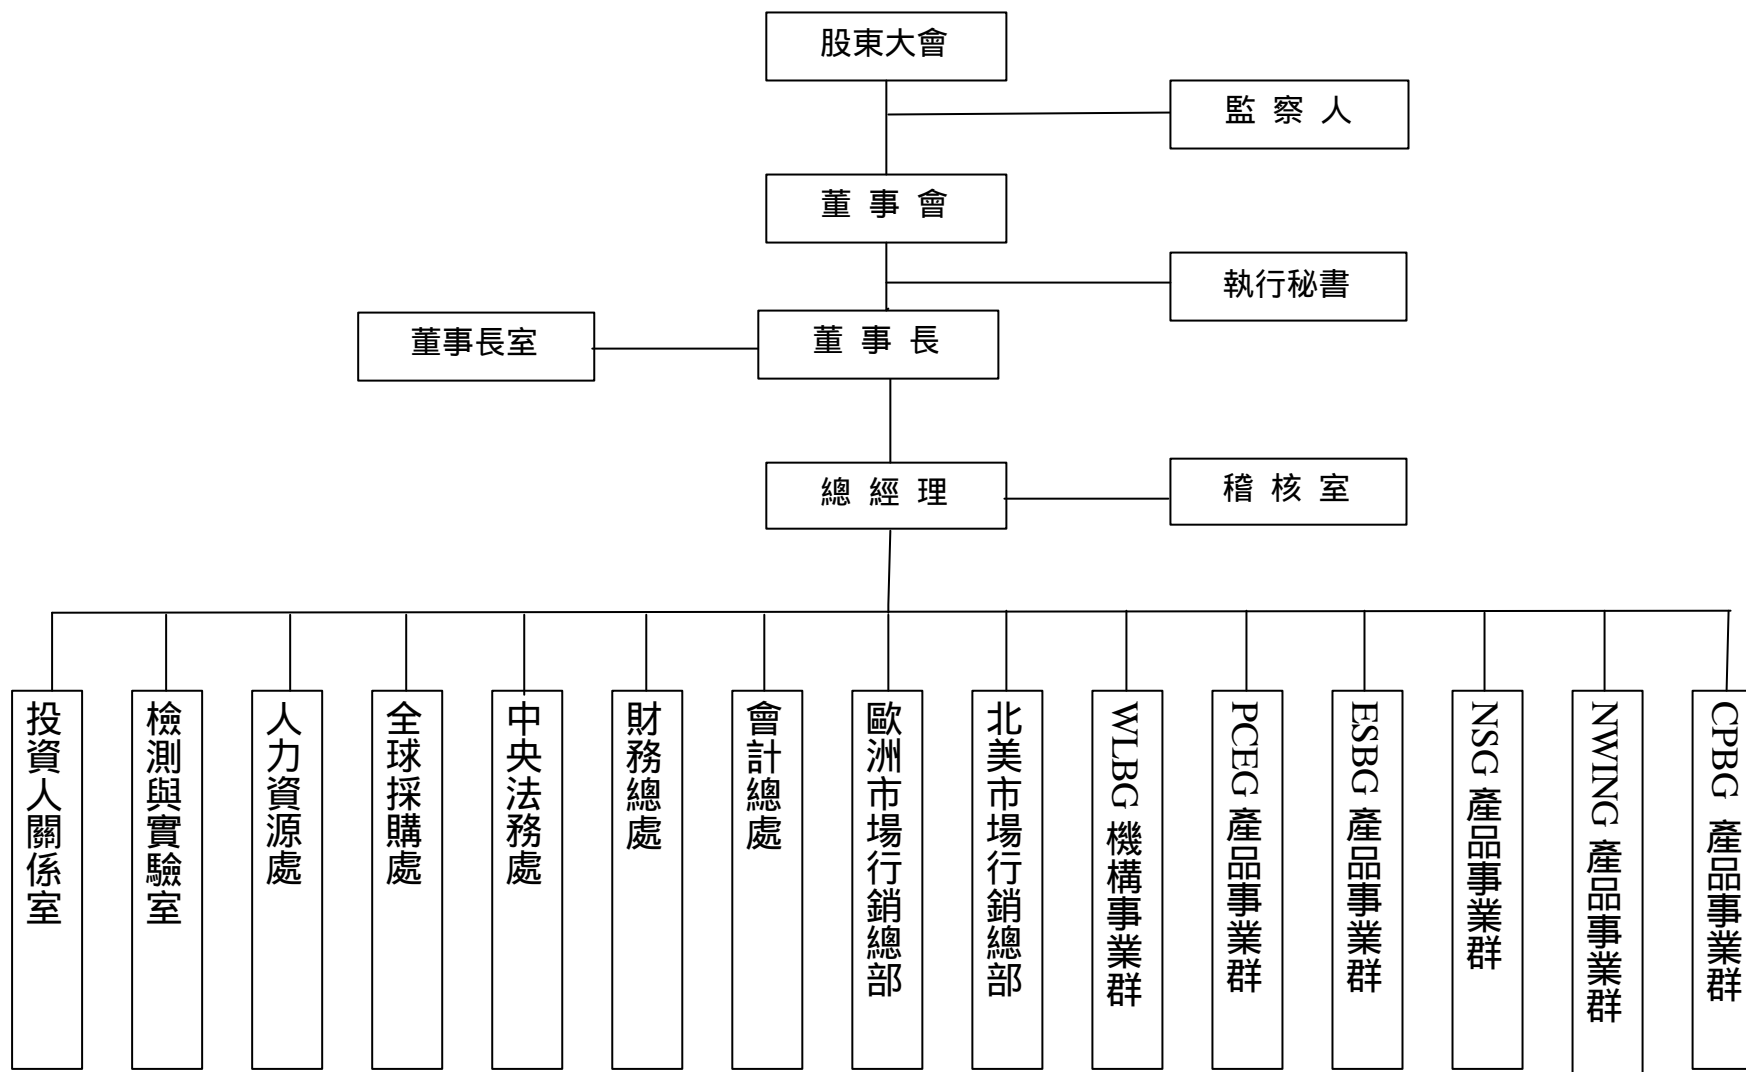 股東大會
監 察 人
董 事 會
執行秘書
董事長室
董 事 長
總 經 理
稽 核 室
投資人關係室
檢測與實驗室
人力資源處
全球採購處
中央法務處
財務總處
會計總處
歐洲市場行銷總部
北美市場行銷總部
WLBG 機構事業群
PCEG 產品事業群
ESBG 產品事業群
NSG 產品事業群
NWING 產品事業群
CPBG 產品事業群